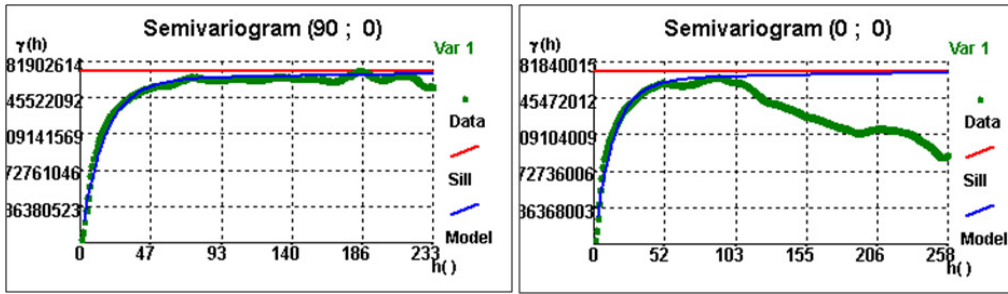 Semivariogram (90 ; 0)
γ(h)
Var 1
81902614
45522092
09141569
72761046
36380523
Data
Sill
Model
0 47 93 140 186 233
h( )
Semivariogram (0 ; 0)
γ(h)
Var 1
81840015
45472012
09104009
72736006
36368003
Data
Sill
Model
0 52 103 155 206 258
h( )